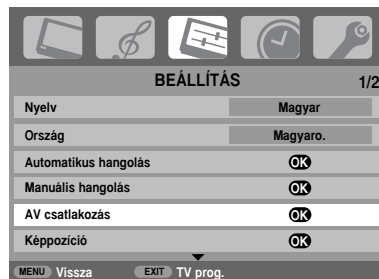 BEÁLLÍTÁS 1/2
Nyelv Magyar
Ország Magyaro.
Automatikus hangolás OK
Manuális hangolás OK
AV csatlakozás OK
Képpozíció OK
MENU Vissza EXIT TV prog.